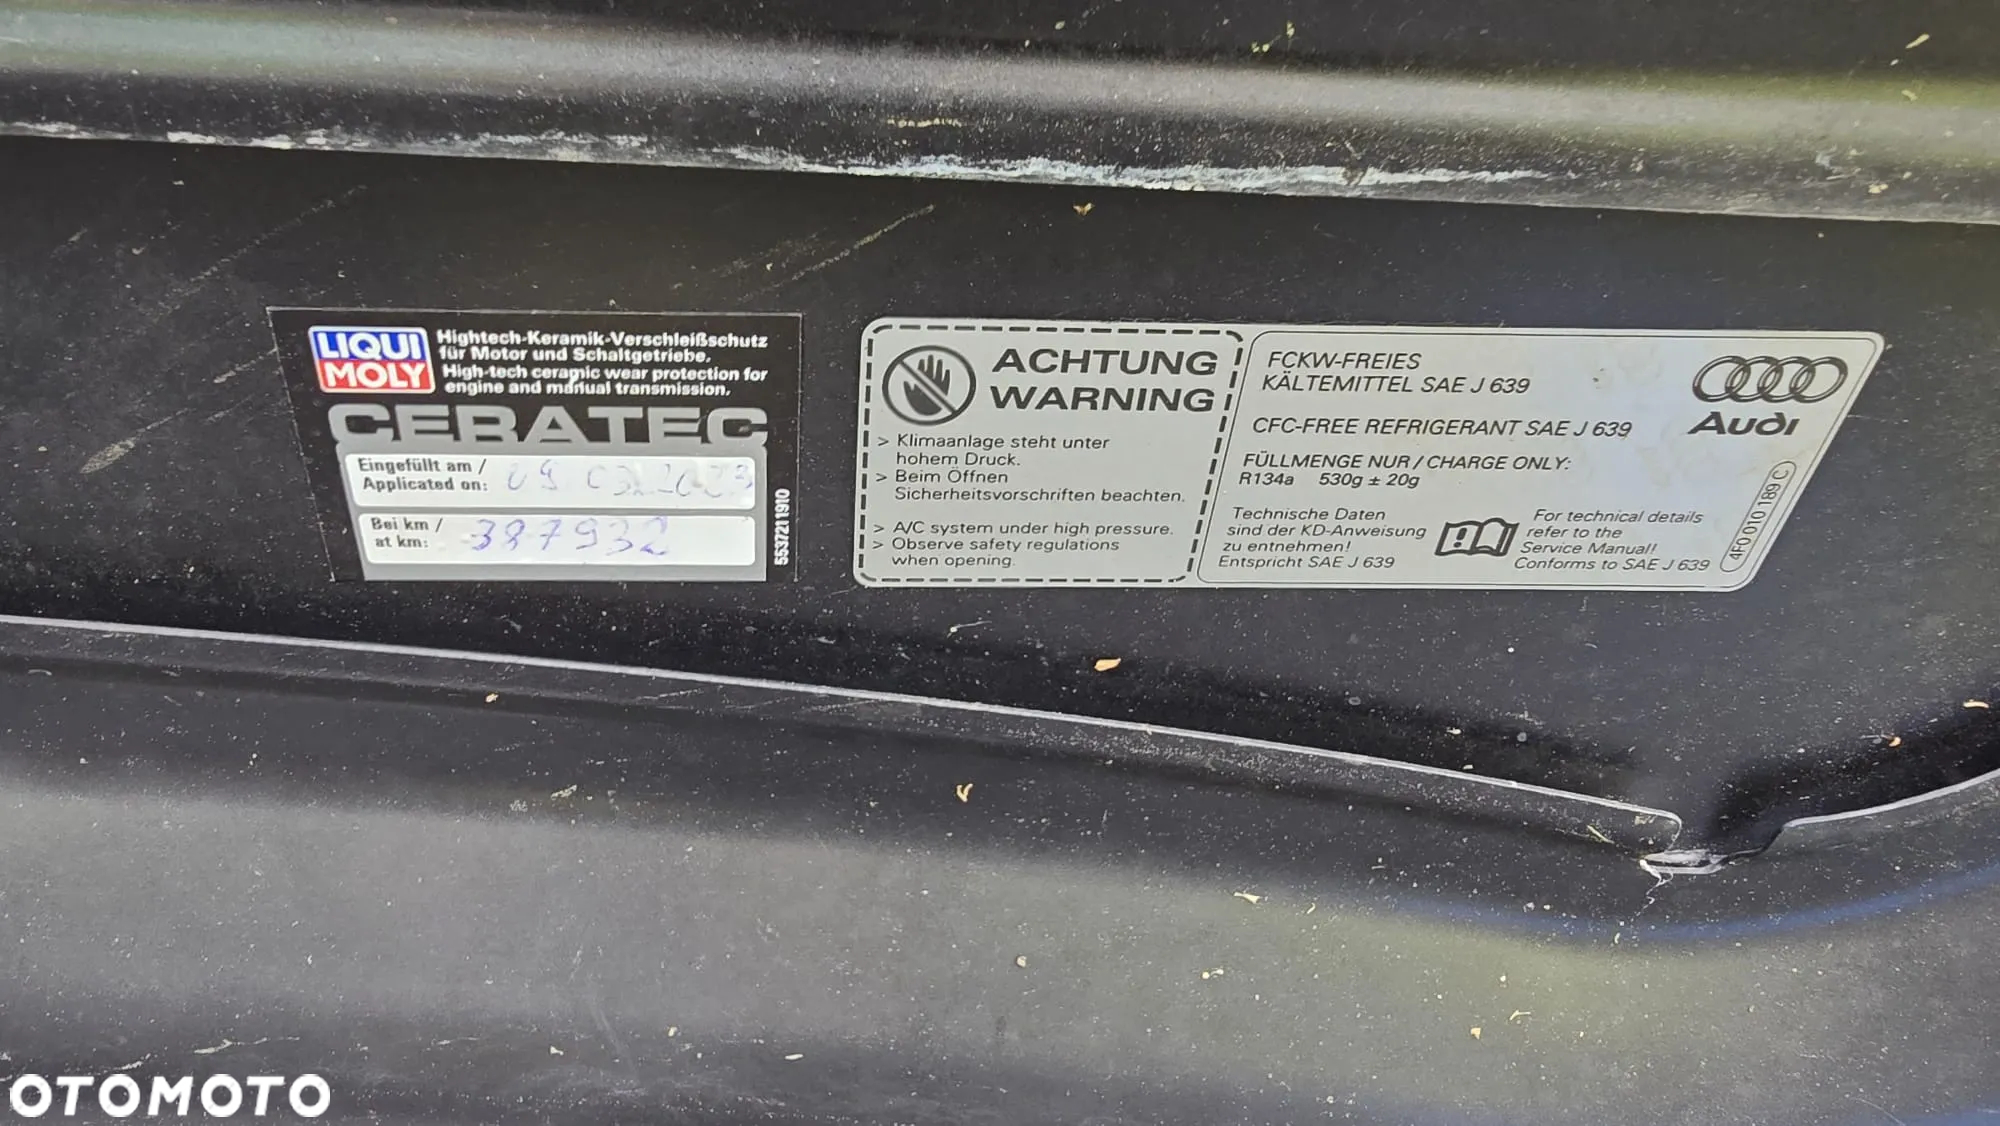 LIQUI
MOLY
Hightech-Keramik-Verschleißschutz
für Motor und Schaltgetriebe.
High-tech ceramic wear protection for
engine and manual transmission.
CERATEC
Eingefüllt am /
Applicated on:
Bei km /
at km: 387932
5537211910
ACHTUNG
WARNING
> Klimaanlage steht unter
hohem Druck.
> Beim Öffnen
Sicherheitsvorschriften beachten.
> A/C system under high pressure.
> Observe safety regulations
when opening.
FCKW-FREIES
KÄLTEMITTEL SAE J 639
CFC-FREE REFRIGERANT SAE J 639
FÜLLMENGE NUR / CHARGE ONLY:
R134a 530g ± 20g
Technische Daten
sind der KD-Anweisung
zu entnehmen!
Entspricht SAE J 639
For technical details
refer to the
Service Manual!
Conforms to SAE J 639
Audi
4F0 010 189 C
OTOMOTO